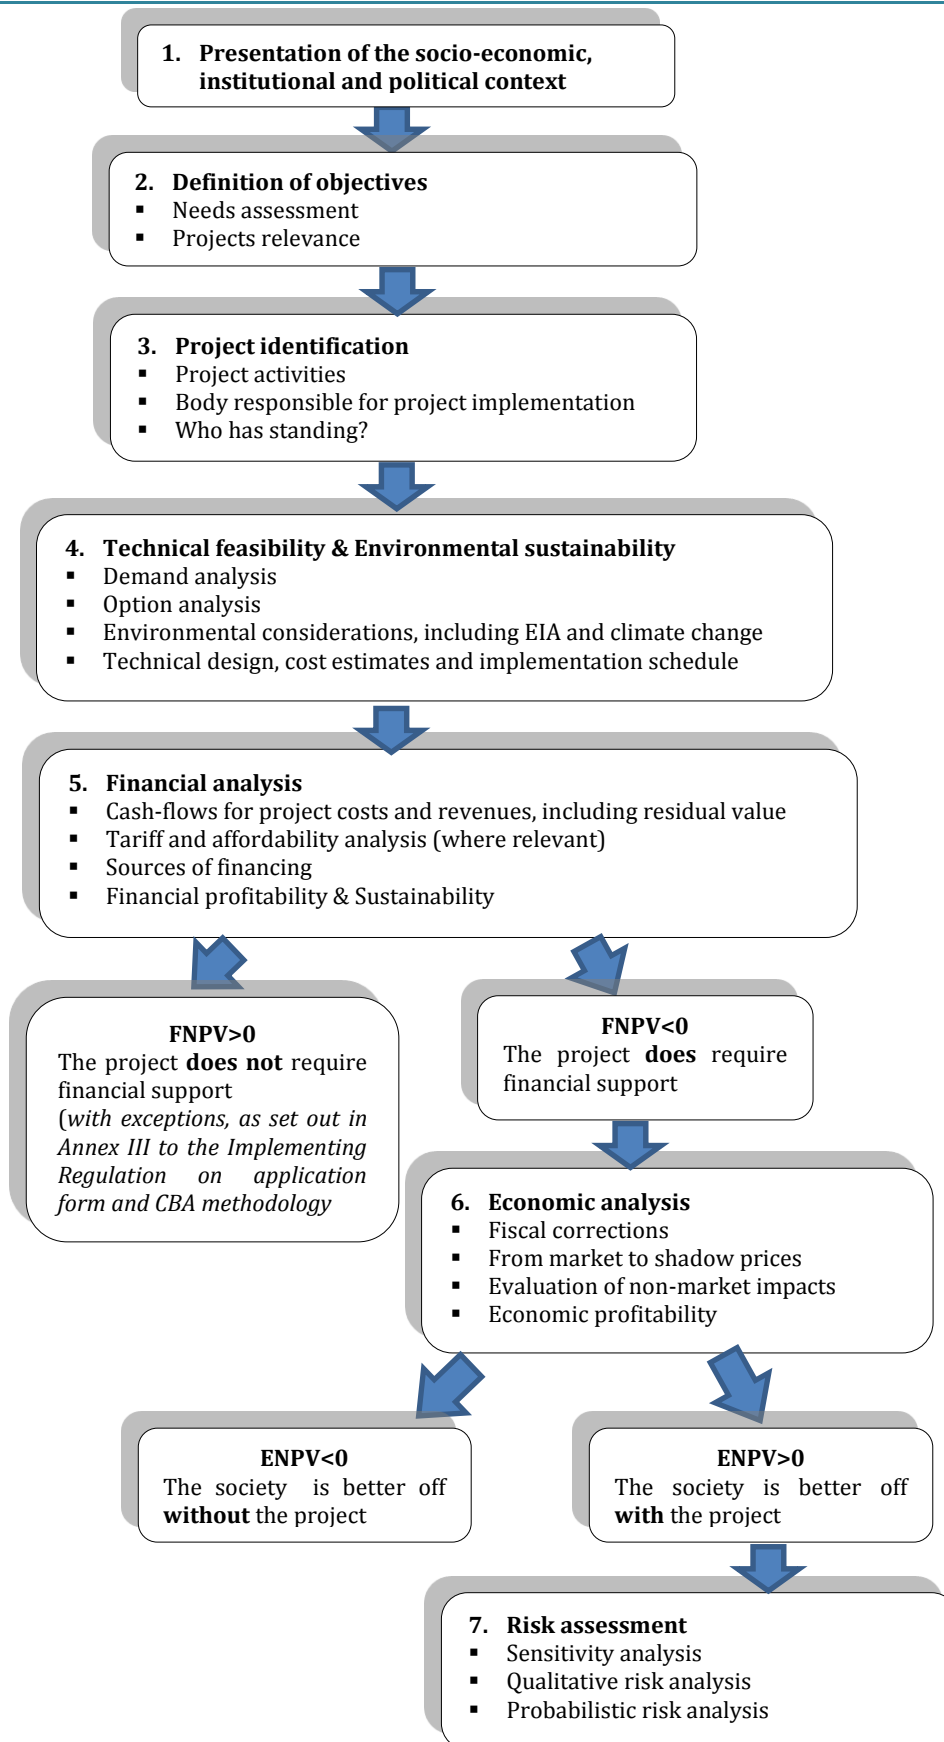 1. Presentation of the socio-economic,
institutional and political context
2. Definition of objectives
▪ Needs assessment
▪ Projects relevance
3. Project identification
▪ Project activities
▪ Body responsible for project implementation
▪ Who has standing?
4. Technical feasibility & Environmental sustainability
▪ Demand analysis
▪ Option analysis
▪ Environmental considerations, including EIA and climate change
▪ Technical design, cost estimates and implementation schedule
5. Financial analysis
▪ Cash-flows for project costs and revenues, including residual value
▪ Tariff and affordability analysis (where relevant)
▪ Sources of financing
▪ Financial profitability & Sustainability
FNPV>0
The project does not require
financial support
(with exceptions, as set out in
Annex III to the Implementing
Regulation on application
form and CBA methodology
FNPV<0
The project does require
financial support
6. Economic analysis
▪ Fiscal corrections
▪ From market to shadow prices
▪ Evaluation of non-market impacts
▪ Economic profitability
ENPV<0
The society is better off
without the project
ENPV>0
The society is better off
with the project
7. Risk assessment
▪ Sensitivity analysis
▪ Qualitative risk analysis
▪ Probabilistic risk analysis